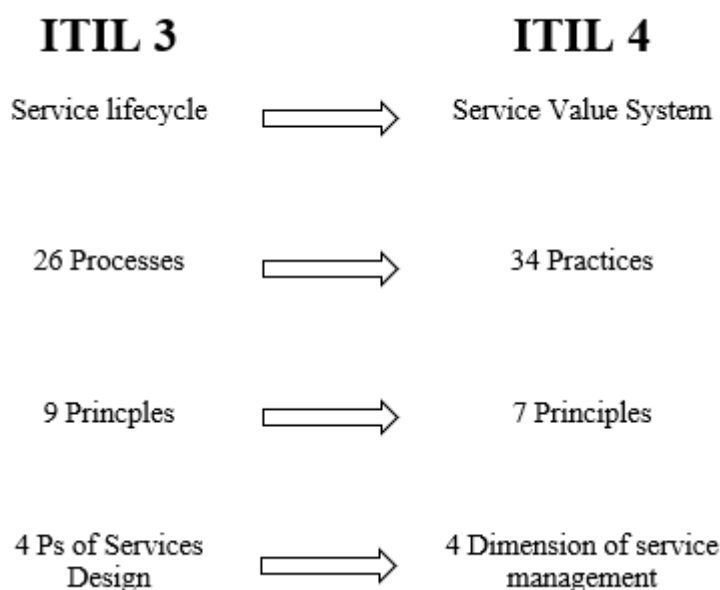 ITIL 3 ITIL 4
Service lifecycle Service Value System
26 Processes 34 Practices
9 Princples 7 Principles
4 Ps of Services 4 Dimension of service
Design management